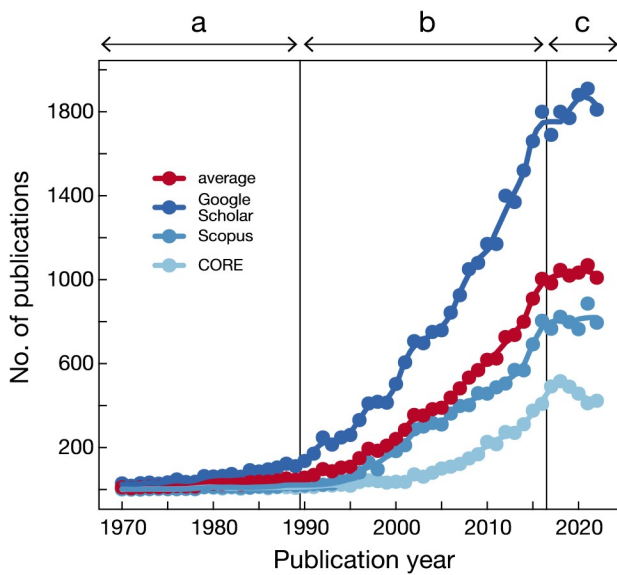 a b c
No. of publications
1800
1400
1000
600
200
average
Google
Scholar
Scopus
CORE
1970 1980 1990 2000 2010 2020
Publication year